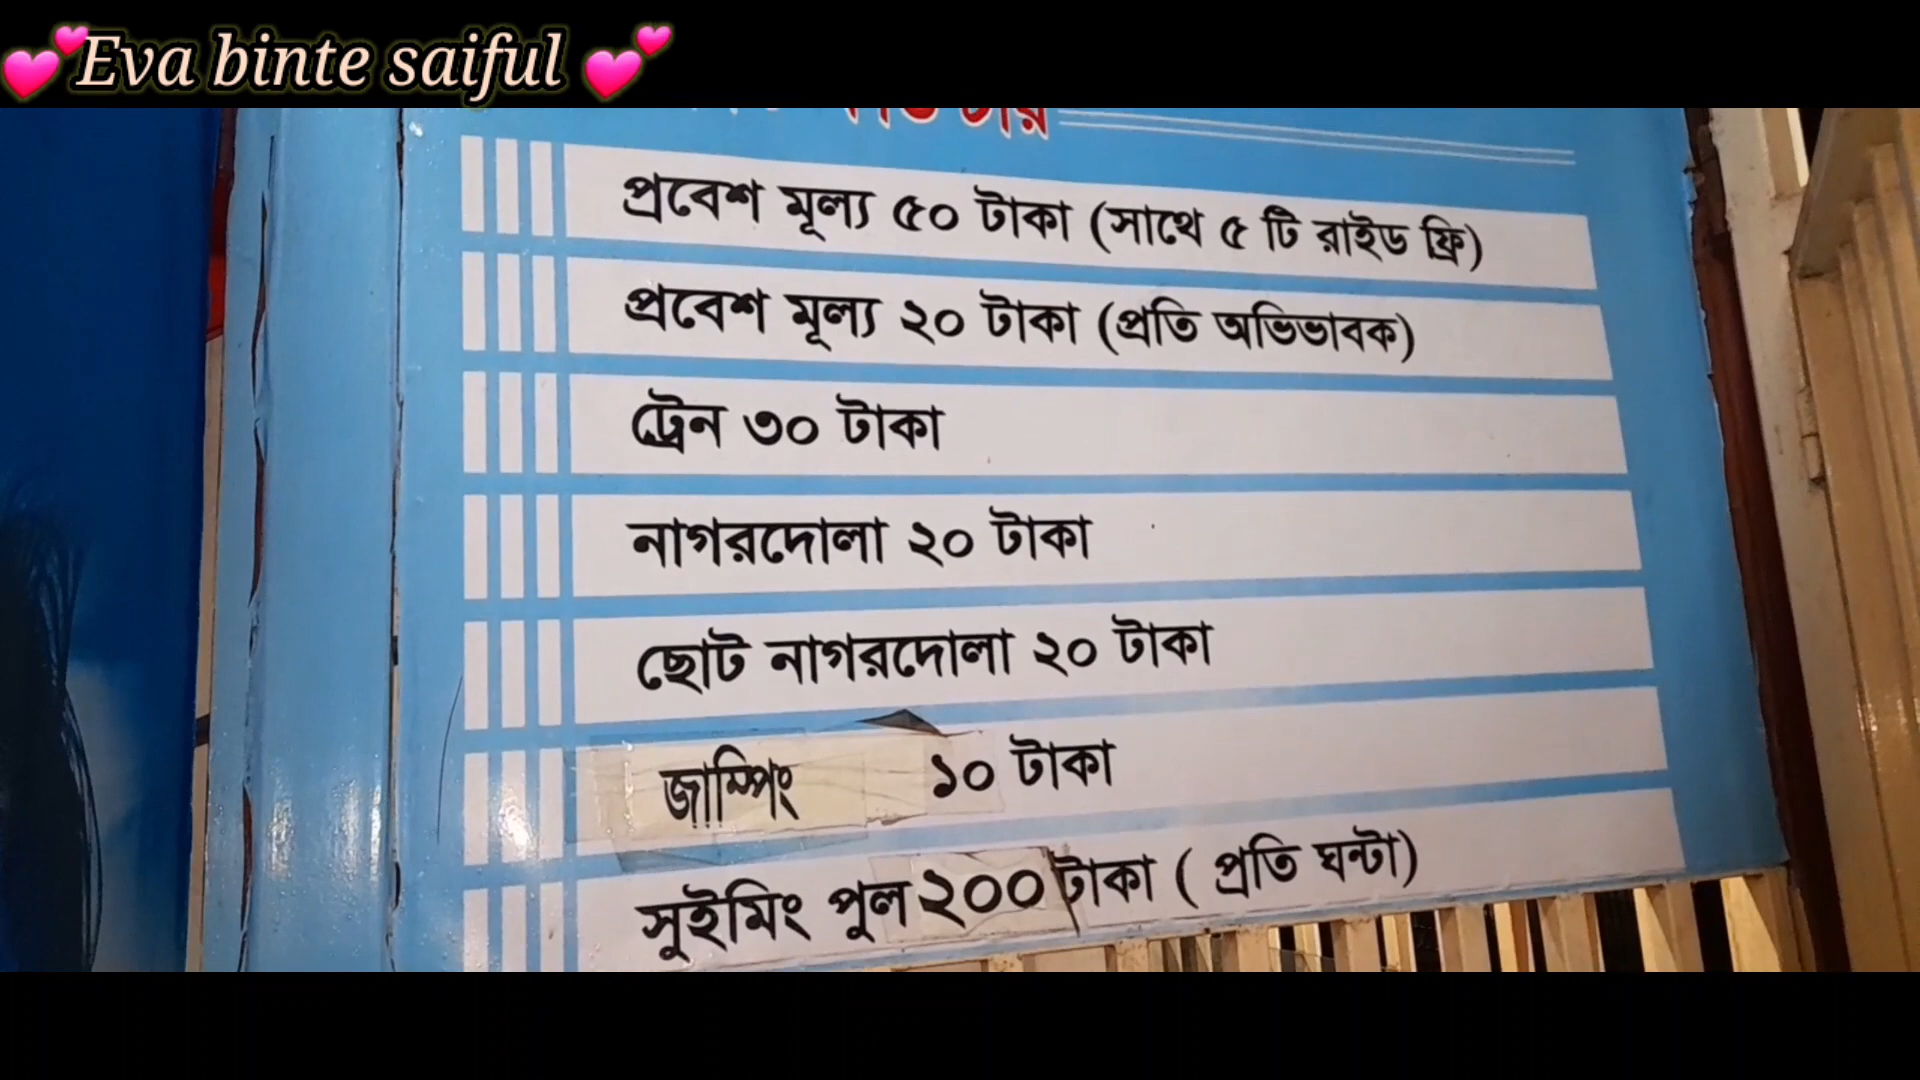 Eva binte saiful
প্রবেশ মূল্য ৫০ টাকা (সাথে ৫ টি রাইড ফ্রি)
প্রবেশ মূল্য ২০ টাকা (প্রতি অভিভাবক)
ট্রেন ৩০ টাকা
নাগরদোলা ২০ টাকা
ছোট নাগরদোলা ২০ টাকা
জাম্পিং ১০ টাকা
সুইমিং পুল ২০০ টাকা ( প্রতি ঘন্টা)